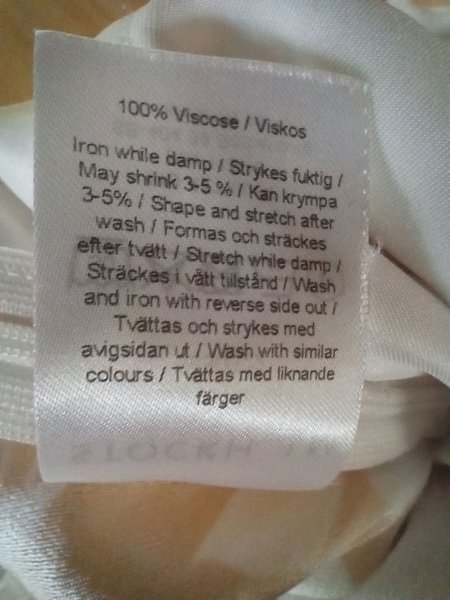 100% Viscose / Viskos
Iron while damp / Strykes fuktig /
May shrink 3-5 % / Kan krympa
3-5% / Shape and stretch after
wash / Formas och sträckes
efter tvätt / Stretch while damp /
Sträckes i vått tillstånd / Wash
and iron with reverse side out /
Tvättas och strykes med
avigsidan ut / Wash with similar
colours / Tvättas med liknande
färger